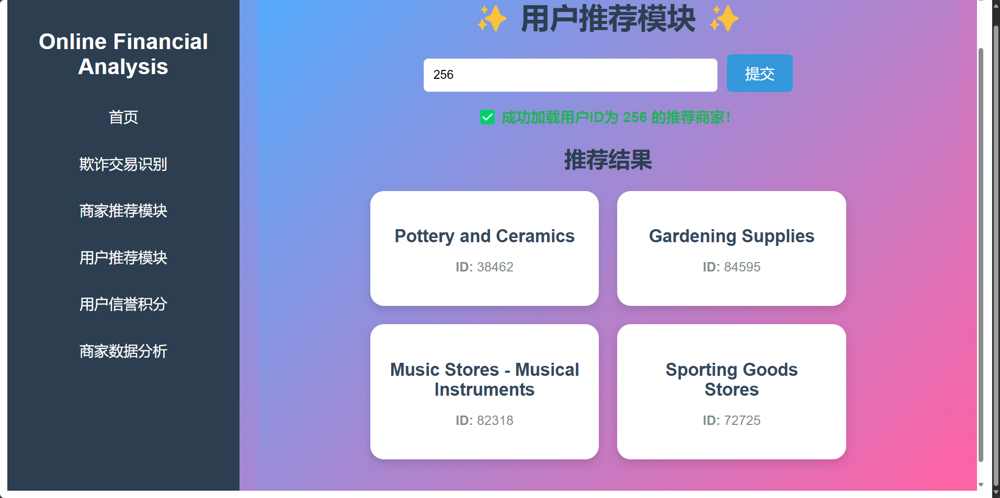 Online Financial
Analysis
首页
欺诈交易识别
商家推荐模块
用户推荐模块
用户信誉积分
商家数据分析
✨ 用户推荐模块 ✨
256
提交
✅ 成功加载用户ID为 256 的推荐商家！
推荐结果
Pottery and Ceramics
ID: 38462
Gardening Supplies
ID: 84595
Music Stores - Musical
Instruments
ID: 82318
Sporting Goods
Stores
ID: 72725